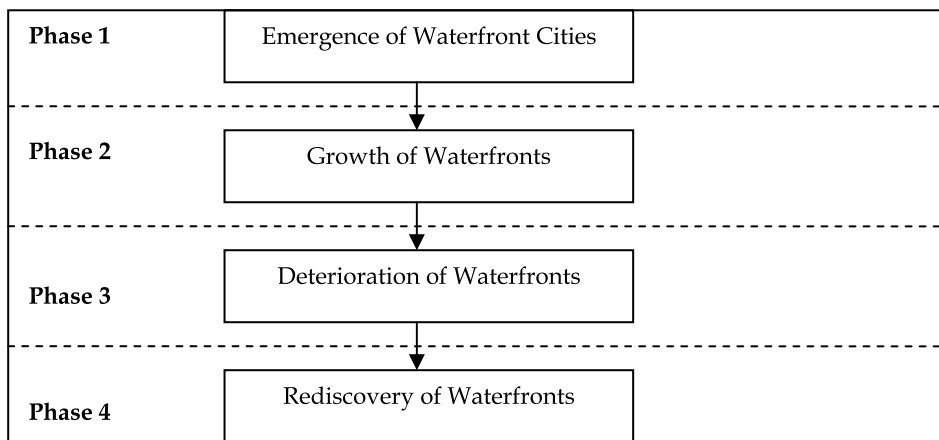 Phase 1
Emergence of Waterfront Cities
Phase 2
Growth of Waterfronts
Phase 3
Deterioration of Waterfronts
Phase 4
Rediscovery of Waterfronts